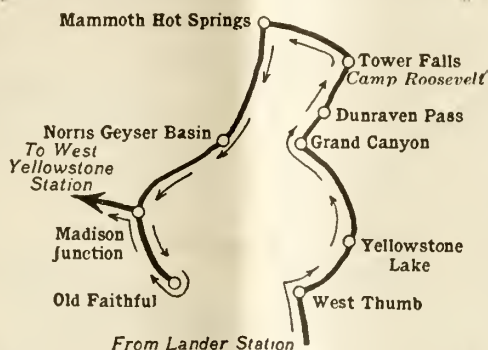 Mammoth Hot Springs
Tower Falls
Camp Roosevelt
Dunraven Pass
Norris Geyser Basin
Grand Canyon
To West
Yellowstone
Station
Madison
Junction
Yellowstone
Lake
Old Faithful
West Thumb
From Lander Station